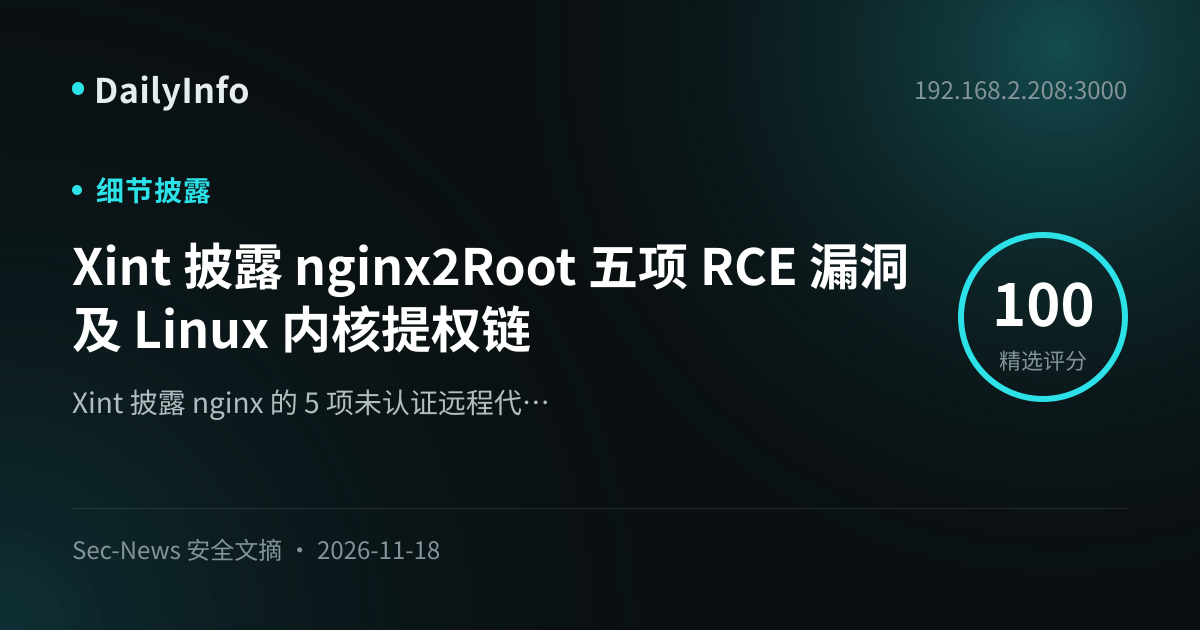 DailyInfo
192.168.2.208:3000
细节披露
Xint 披露 nginx2Root 五项 RCE 漏洞
及 Linux 内核提权链
100
精选评分
Xint 披露 nginx 的 5 项未认证远程代…
Sec-News 安全文摘 · 2026-11-18